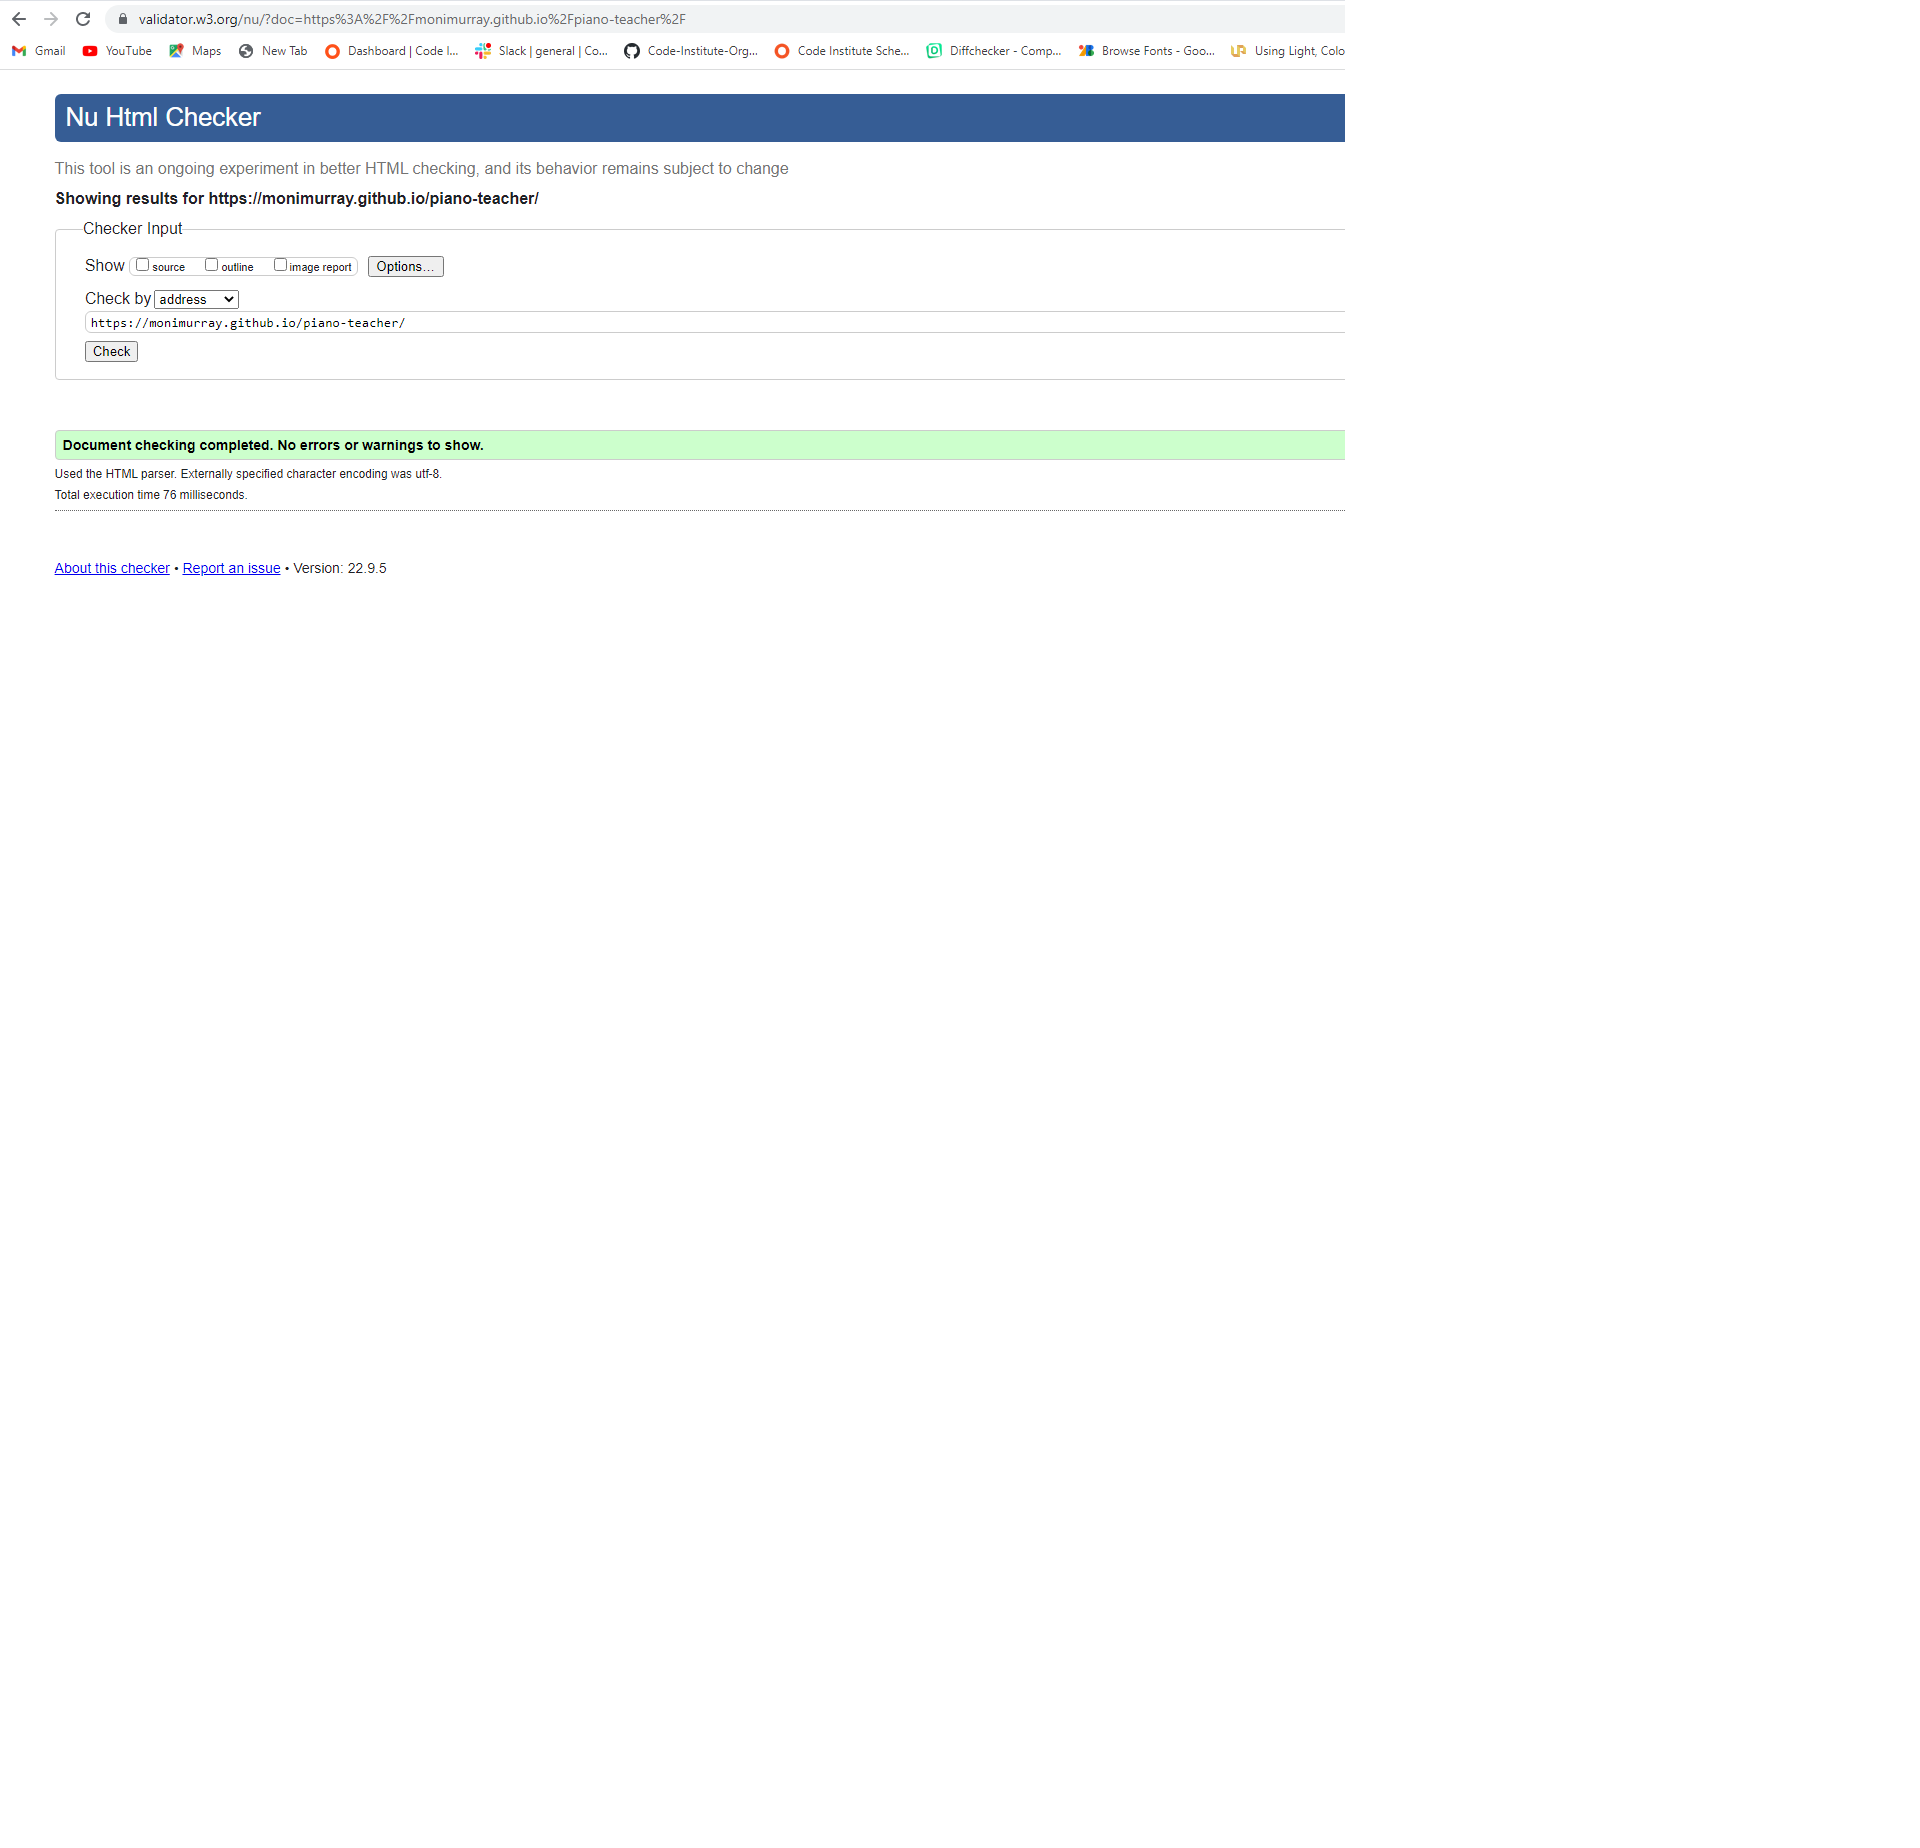 validator.w3.org/nu/?doc=https%3A%2F%2Fmonimurray.github.io%2Fpiano-teacher%2F
Gmail YouTube Maps New Tab Dashboard | Code I... Slack | general | Co... Code-Institute-Org... Code Institute Sche... Diffchecker - Comp... Browse Fonts - Goo... Using Light, Colo
Nu Html Checker
This tool is an ongoing experiment in better HTML checking, and its behavior remains subject to change
Showing results for https://monimurray.github.io/piano-teacher/
Checker Input
Show source outline image report Options...
Check by address
https://monimurray.github.io/piano-teacher/
Check
Document checking completed. No errors or warnings to show.
Used the HTML parser. Externally specified character encoding was utf-8.
Total execution time 76 milliseconds.
About this checker • Report an issue • Version: 22.9.5